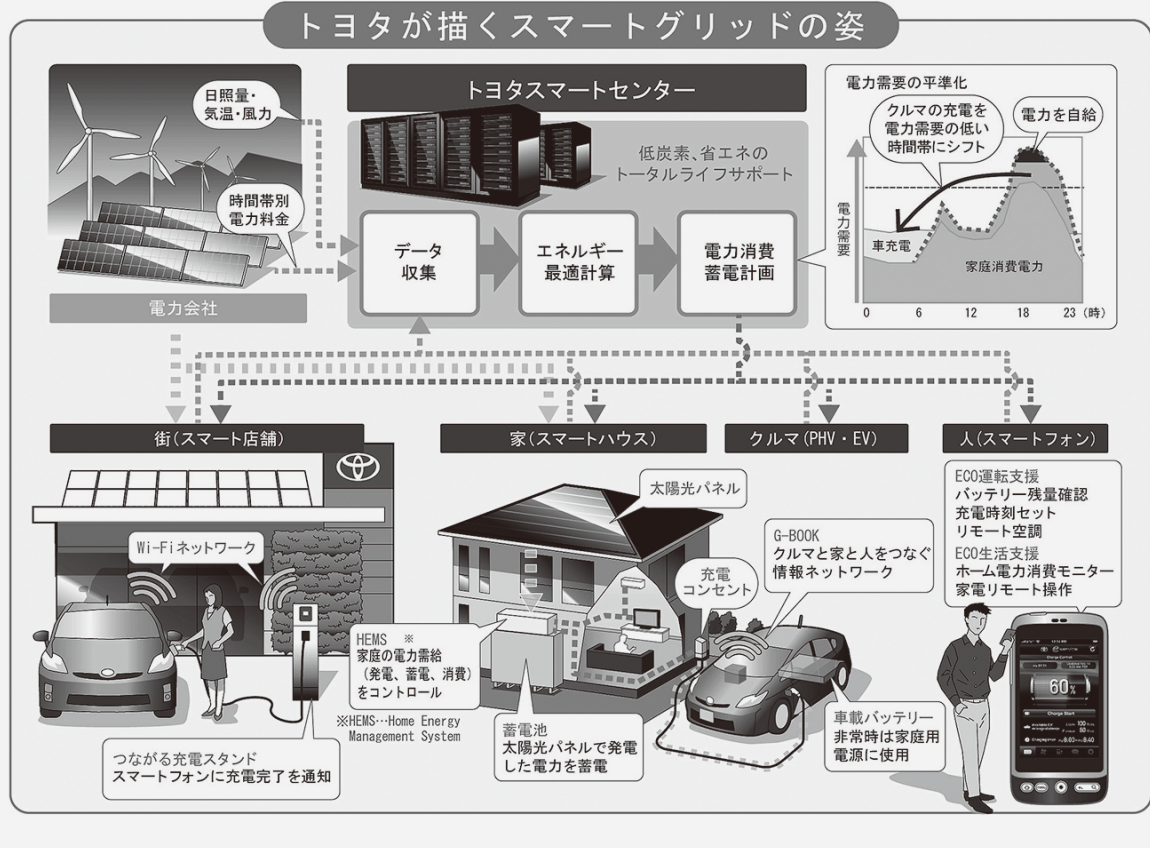 トヨタが描くスマートグリッドの姿
日照量・
気温・風力
時間帯別
電力料金
電力会社
トヨタスマートセンター
低炭素、省エネの
トータルライフサポート
データ
収集
エネルギー
最適計算
電力消費
蓄電計画
電力需要の平準化
クルマの充電を
電力需要の低い
時間帯にシフト
電力を自給
電力需要
車充電
家庭消費電力
0 6 12 18 23 (時)
街(スマート店舗)
家(スマートハウス)
クルマ(PHV・EV)
人(スマートフォン)
Wi-Fiネットワーク
つながる充電スタンド
スマートフォンに充電完了を通知
太陽光パネル
HEMS ※
家庭の電力需給
(発電、蓄電、消費)
をコントロール
※HEMS…Home Energy
Management System
蓄電池
太陽光パネルで発電
した電力を蓄電
充電
コンセント
G-BOOK
クルマと家と人をつなぐ
情報ネットワーク
車載バッテリー
非常時は家庭用
電源に使用
ECO運転支援
バッテリー残量確認
充電時刻セット
リモート空調
ECO生活支援
ホーム電力消費モニター
家電リモート操作
60%
Charge Start